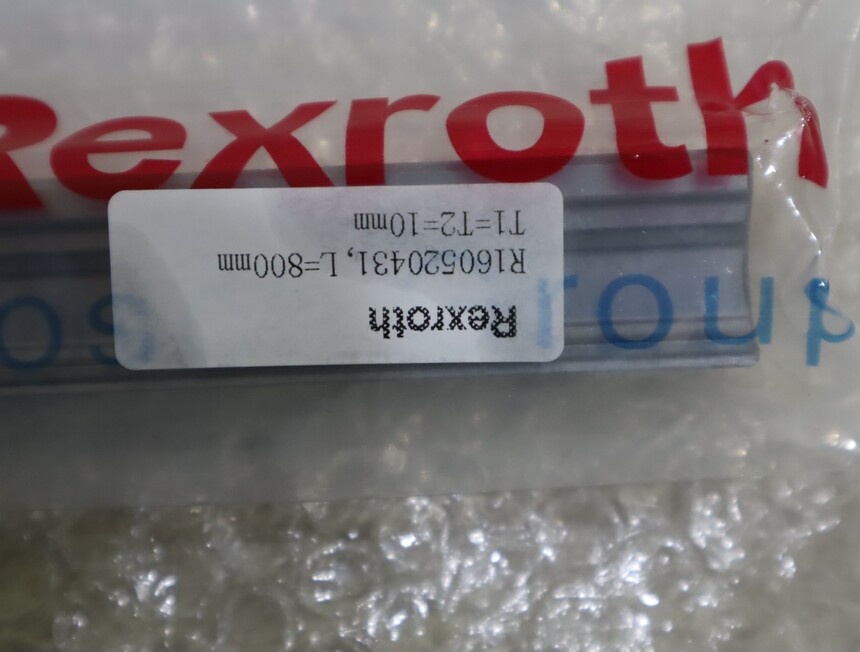 Rexroth
Rexroth
R160520431, L=800mm
T1=T2=10mm